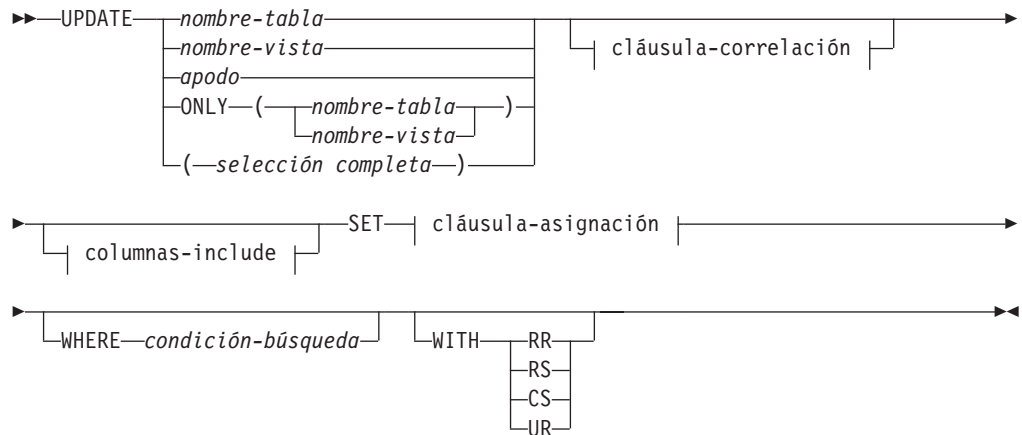 UPDATE nombre-tabla
nombre-vista cláusula-correlación
apodo
ONLY ( nombre-tabla )
nombre-vista
( selección completa )
SET cláusula-asignación
columnas-include
WHERE condición-búsqueda WITH RR
RS
CS
UR